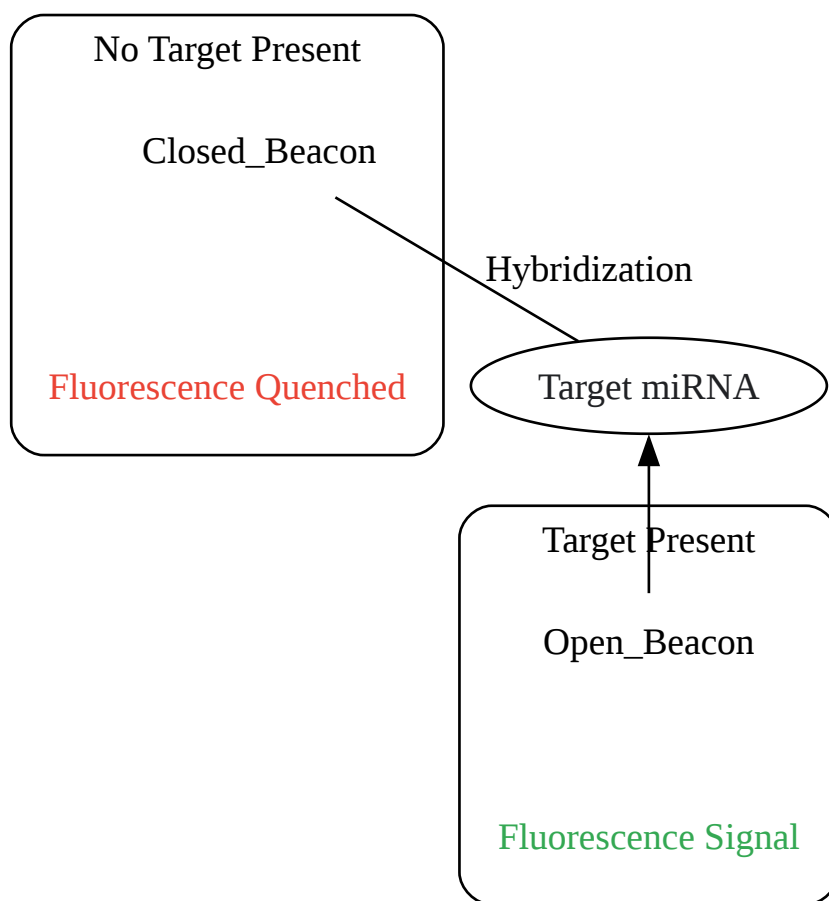 No Target Present
Closed_Beacon
Hybridization
Fluorescence Quenched
Target miRNA
Target Present
Open_Beacon
Fluorescence Signal